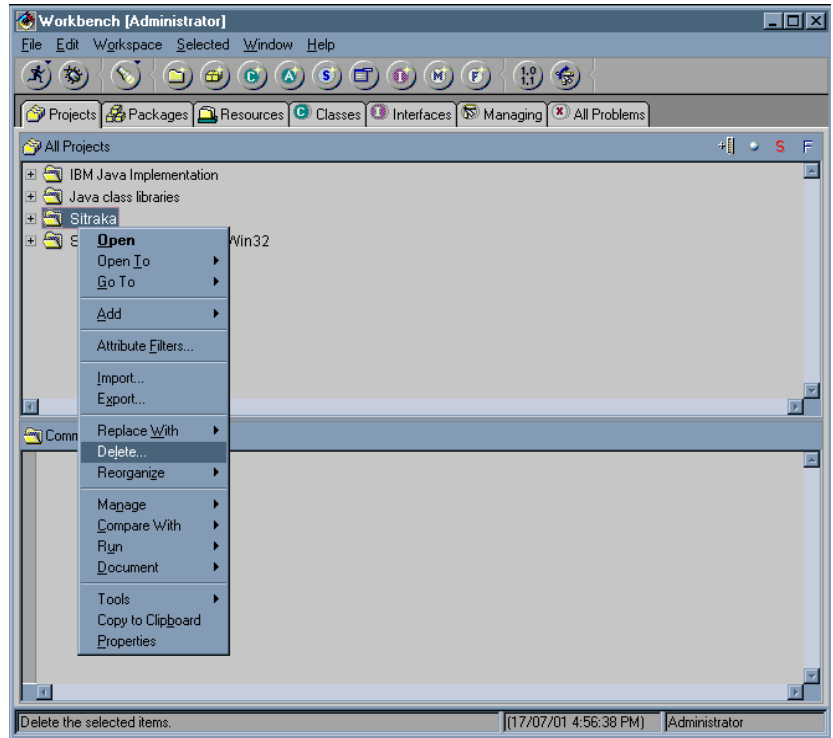 Workbench [Administrator]
File Edit Workspace Selected Window Help
Projects Packages Resources Classes Interfaces Managing All Problems
All Projects S F
IBM Java Implementation
Java class libraries
Sitraka
S Win32
Open
Open To
Go To
Add
Attribute Filters...
Import...
Export...
Replace With
Delete...
Reorganize
Manage
Compare With
Run
Document
Tools
Copy to Clipboard
Properties
Comm
Delete the selected items. (17/07/01 4:56:38 PM) Administrator